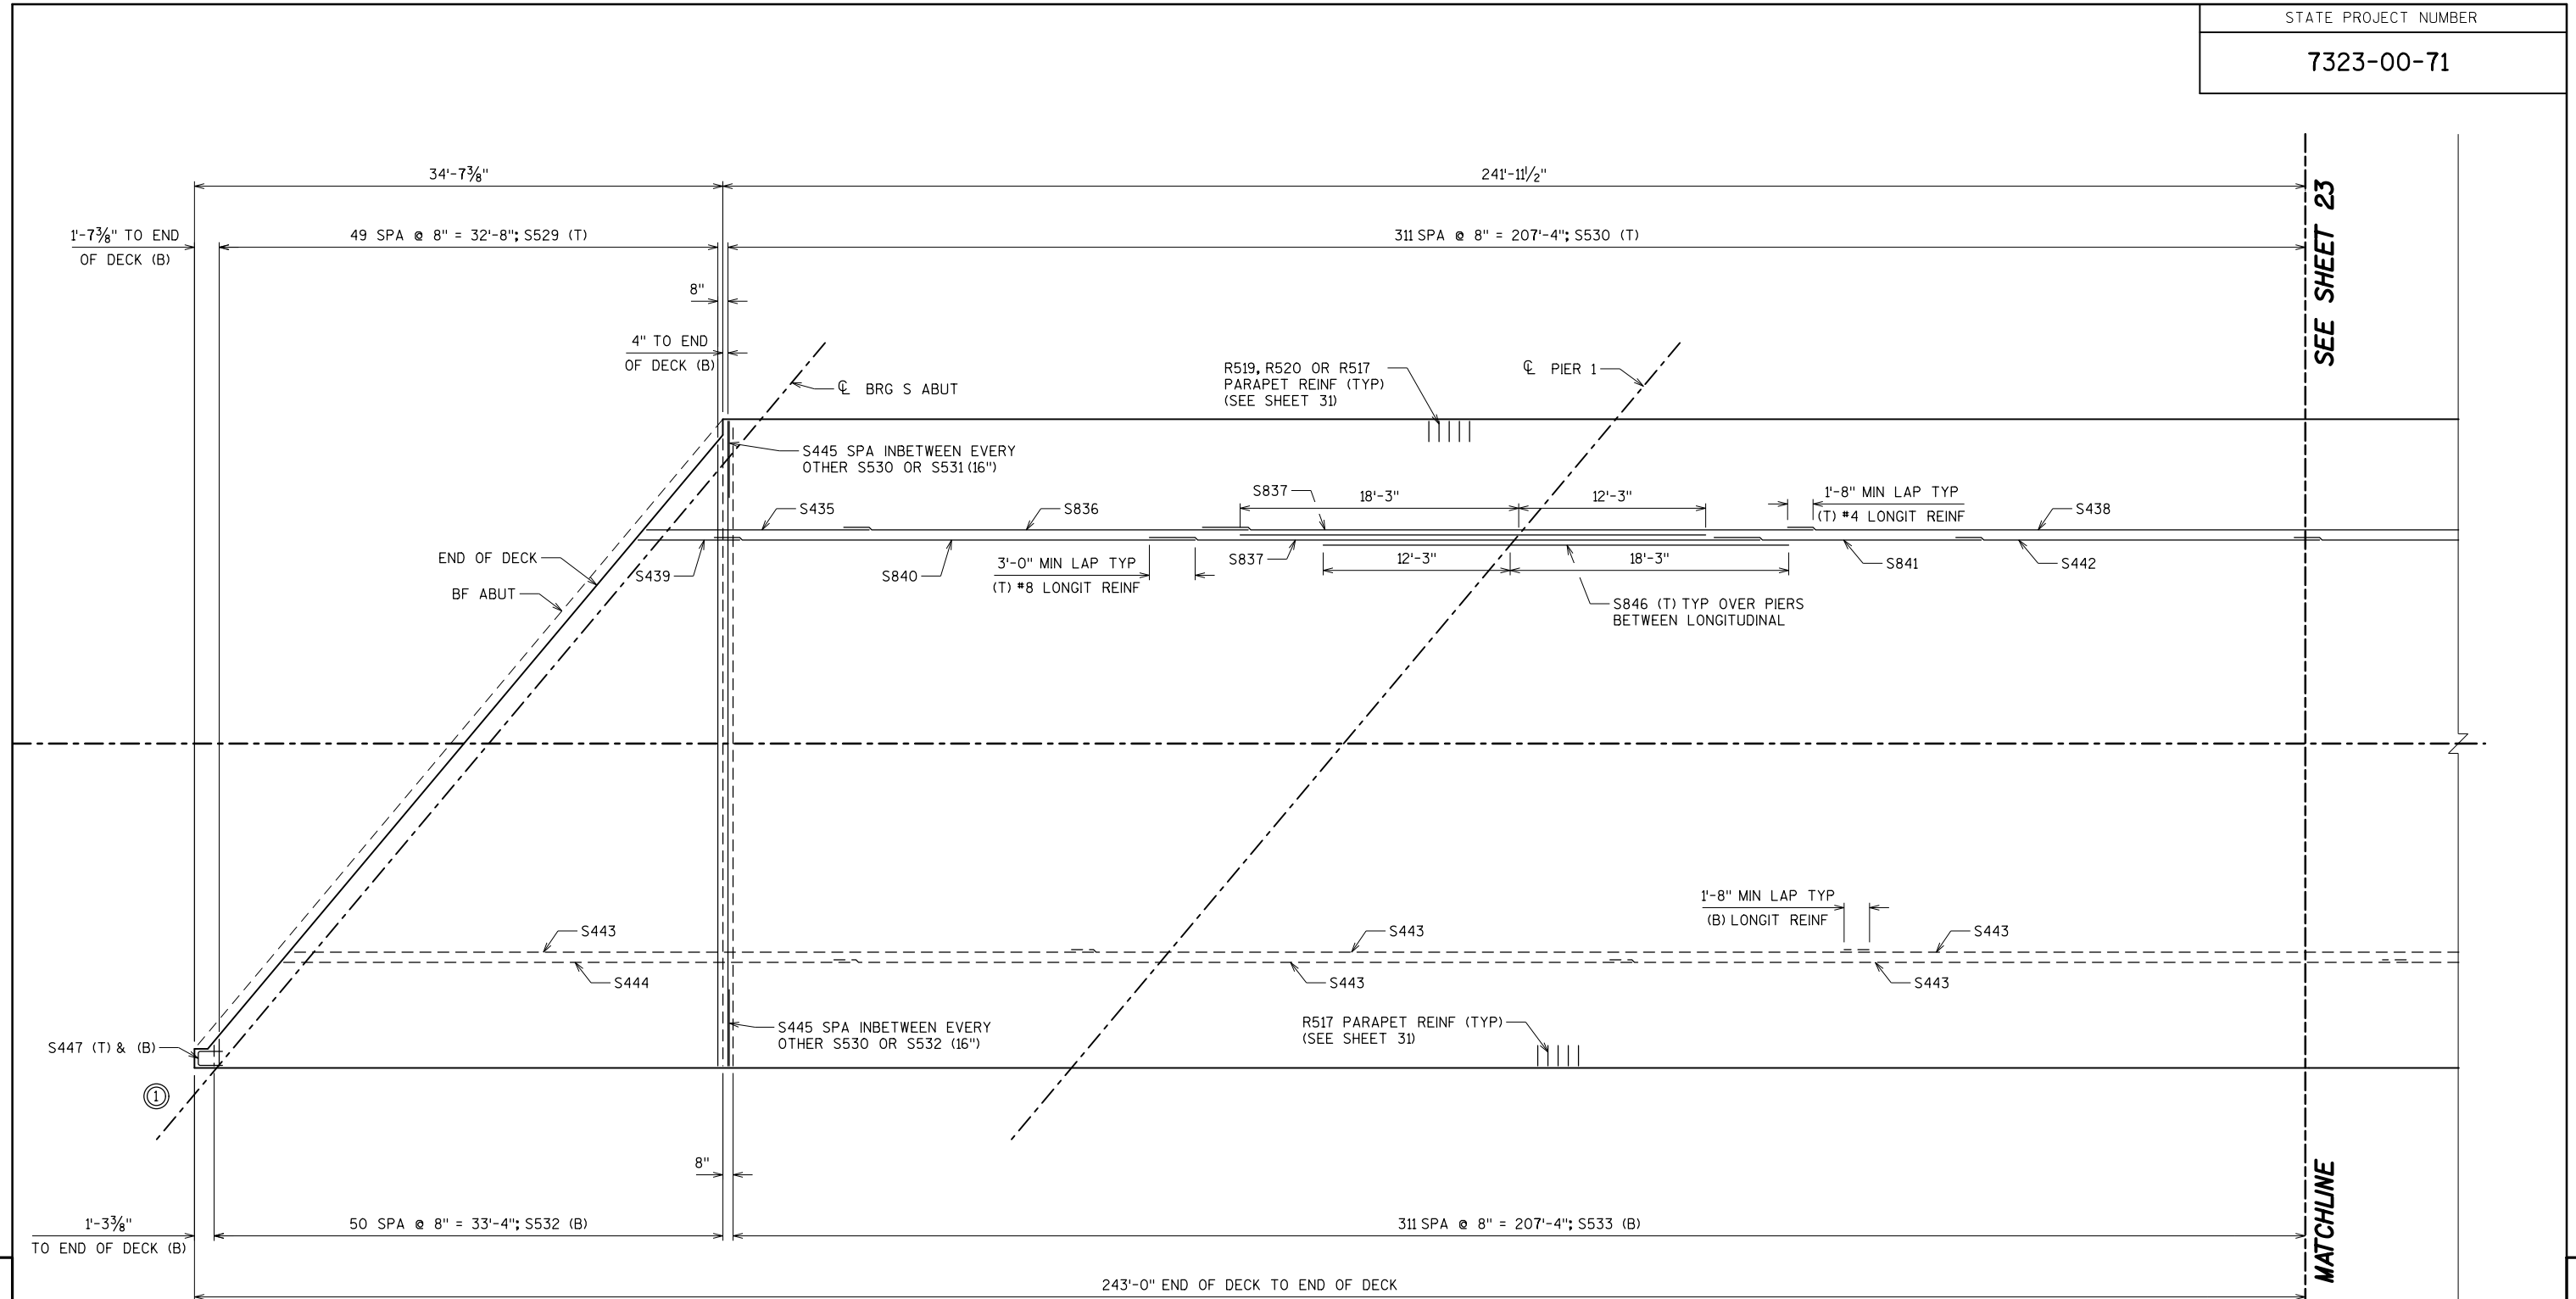 STATE PROJECT NUMBER
7323-00-71
34'-7⅜"
241'-11½"
SEE SHEET 23
1'-7⅜" TO END
OF DECK (B)
49 SPA @ 8" = 32'-8"; S529 (T)
311 SPA @ 8" = 207'-4"; S530 (T)
8"
4" TO END
OF DECK (B)
℄ BRG S ABUT
R519, R520 OR R517
PARAPET REINF (TYP)
(SEE SHEET 31)
℄ PIER 1
S445 SPA INBETWEEN EVERY
OTHER S530 OR S531 (16")
S435
S836
S837
18'-3"
12'-3"
1'-8" MIN LAP TYP
(T) #4 LONGIT REINF
S438
END OF DECK
BF ABUT
S439
S840
3'-0" MIN LAP TYP
(T) #8 LONGIT REINF
S837
12'-3"
18'-3"
S841
S442
S846 (T) TYP OVER PIERS
BETWEEN LONGITUDINAL
1'-8" MIN LAP TYP
(B) LONGIT REINF
S443
S443
S443
S444
S443
S443
S447 (T) & (B)
S445 SPA INBETWEEN EVERY
OTHER S530 OR S532 (16")
R517 PARAPET REINF (TYP)
(SEE SHEET 31)
1
8"
MATCHLINE
1'-3⅜"
TO END OF DECK (B)
50 SPA @ 8" = 33'-4"; S532 (B)
311 SPA @ 8" = 207'-4"; S533 (B)
243'-0" END OF DECK TO END OF DECK